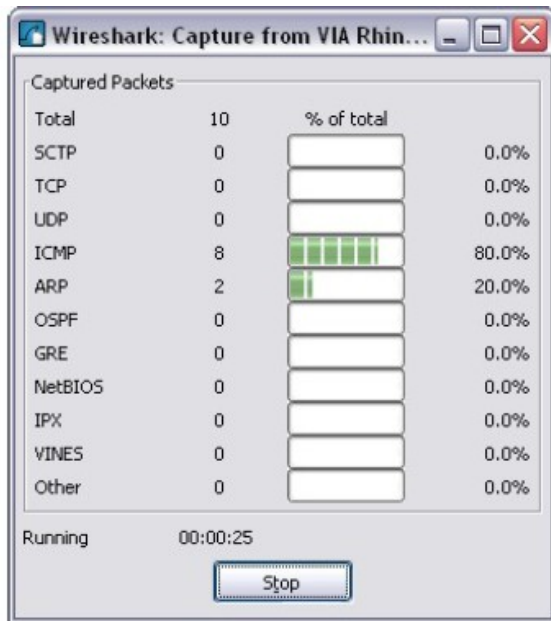 Wireshark: Capture from VIA Rhin...
Captured Packets
Total 10 % of total
SCTP 0 0.0%
TCP 0 0.0%
UDP 0 0.0%
ICMP 8 80.0%
ARP 2 20.0%
OSPF 0 0.0%
GRE 0 0.0%
NetBIOS 0 0.0%
IPX 0 0.0%
VINES 0 0.0%
Other 0 0.0%
Running 00:00:25
Stop